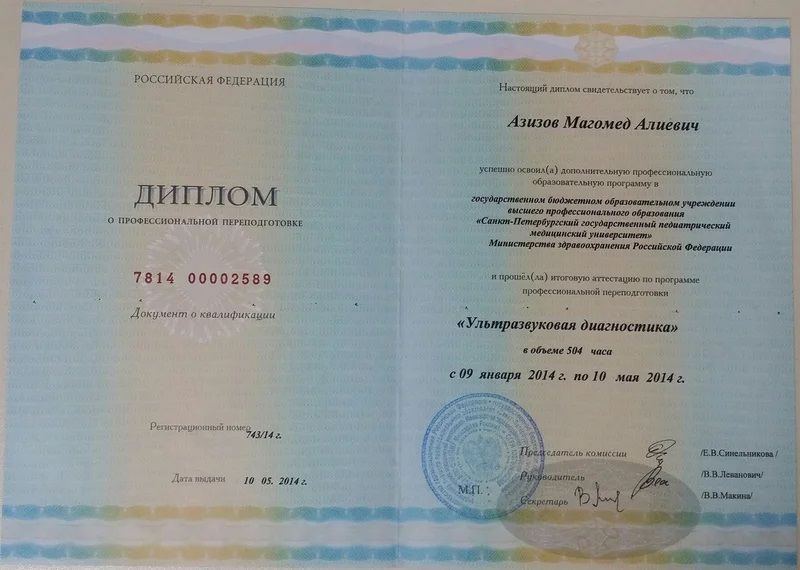 РОССИЙСКАЯ ФЕДЕРАЦИЯ
ДИПЛОМ
О ПРОФЕССИОНАЛЬНОЙ ПЕРЕПОДГОТОВКЕ
7814 00002589
Документ о квалификации
Регистрационный номер
743/14 г.
Дата выдачи 10 05. 2014 г.
Настоящий диплом свидетельствует о том, что
Азизов Магомед Алиевич
успешно освоил(а) дополнительную профессиональную
образовательную программу в
государственном бюджетном образовательном учреждении
высшего профессионального образования
«Санкт-Петербургский государственный педиатрический
медицинский университет»
Министерства здравоохранения Российской Федерации
и прошёл(ла) итоговую аттестацию по программе
профессиональной переподготовки
«Ультразвуковая диагностика»
в объеме 504 часа
с 09 января 2014 г. по 10 мая 2014 г.
Председатель комиссии /Е.В.Синельникова/
Руководитель /В.В.Леванович/
М.П.
Секретарь /В.В.Макина/